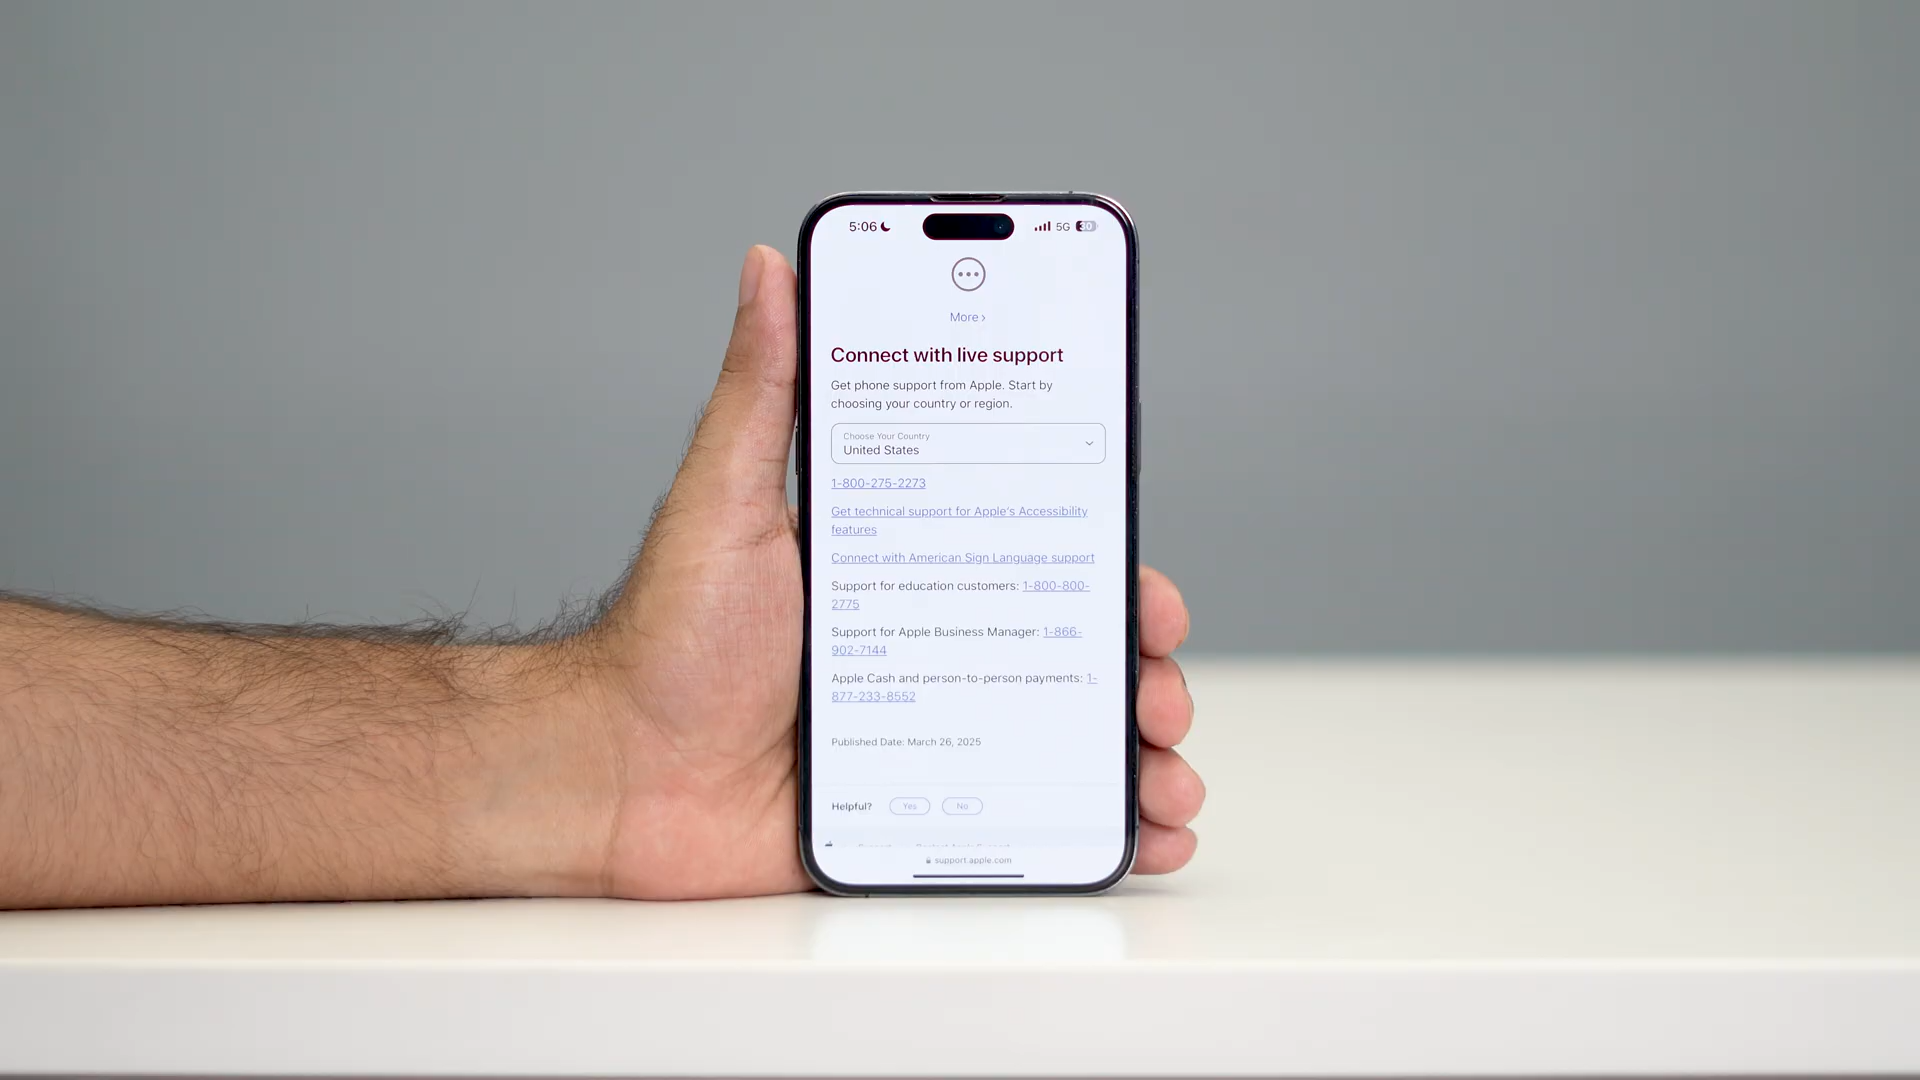 5:06 5G 30
More ›
Connect with live support
Get phone support from Apple. Start by
choosing your country or region.
Choose Your Country
United States
1-800-275-2273
Get technical support for Apple's Accessibility
features
Connect with American Sign Language support
Support for education customers: 1-800-800-
2775
Support for Apple Business Manager: 1-866-
902-7144
Apple Cash and person-to-person payments: 1-
877-233-8552
Published Date: March 26, 2025
Helpful? Yes No
support.apple.com